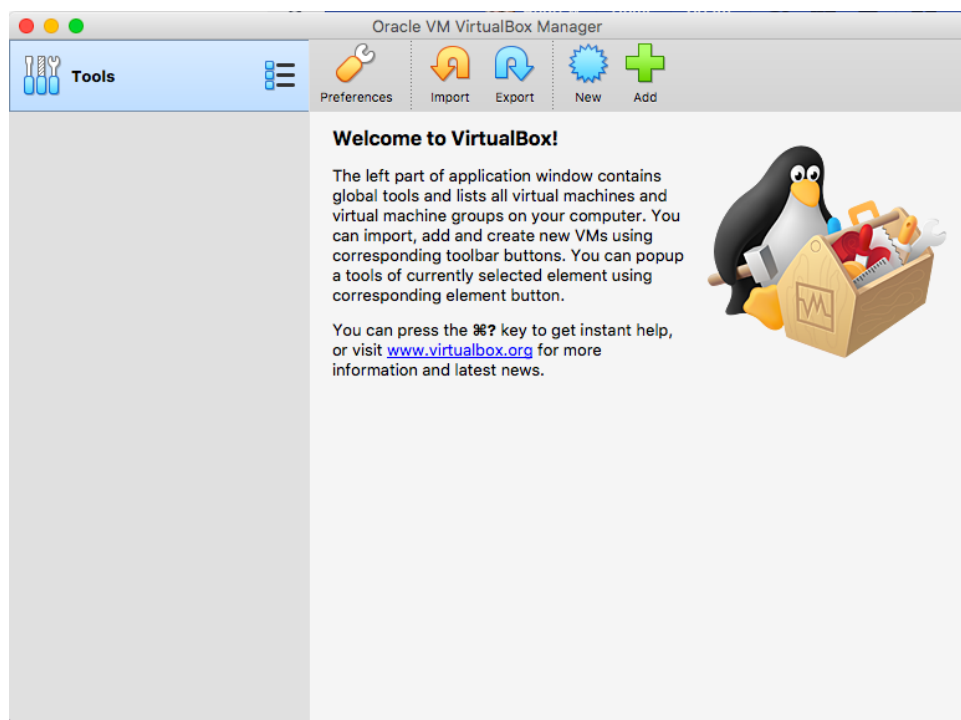 Oracle VM VirtualBox Manager
Tools
Preferences
Import
Export
New
Add
Welcome to VirtualBox!
The left part of application window contains
global tools and lists all virtual machines and
virtual machine groups on your computer. You
can import, add and create new VMs using
corresponding toolbar buttons. You can popup
a tools of currently selected element using
corresponding element button.
You can press the ⌘? key to get instant help,
or visit www.virtualbox.org for more
information and latest news.